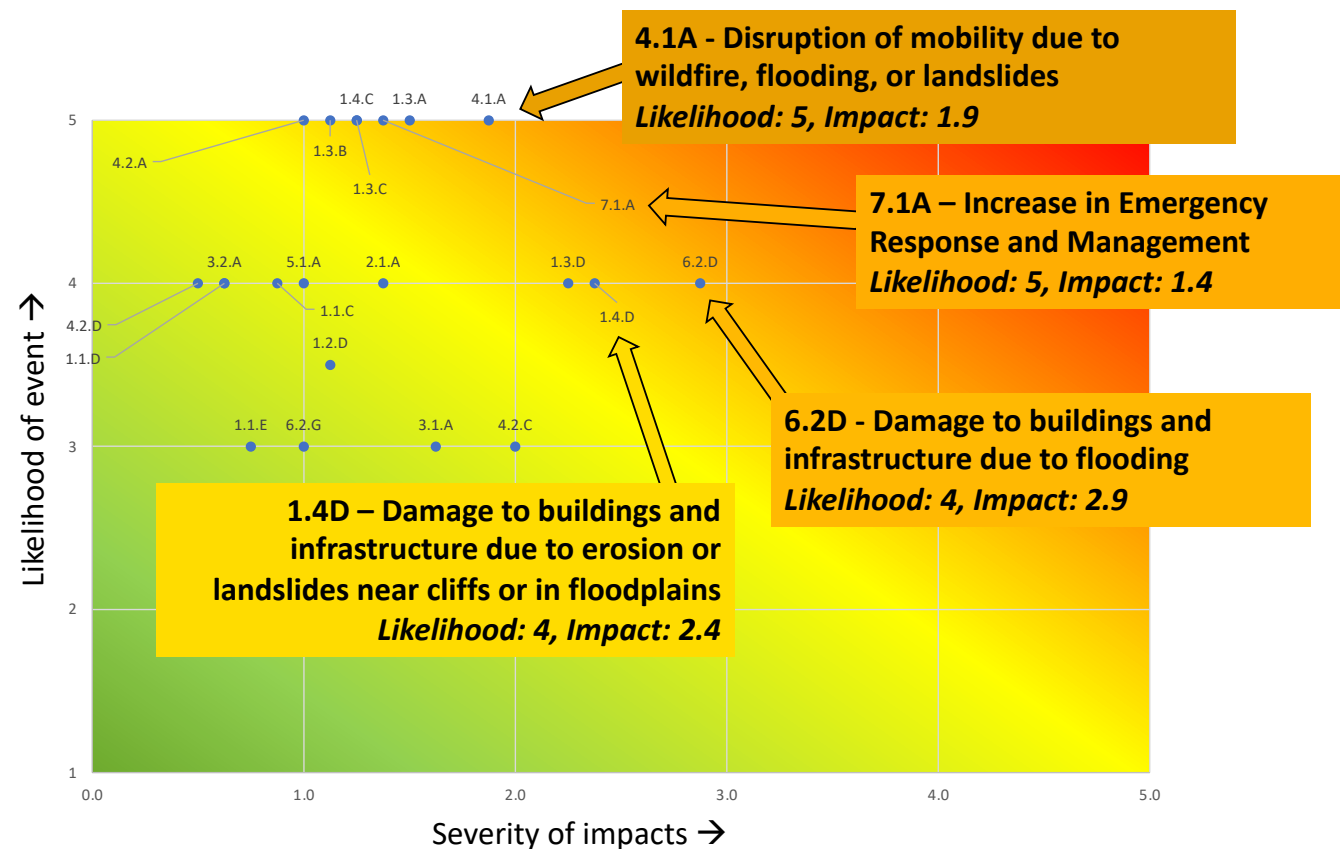 4.1A - Disruption of mobility due to
wildfire, flooding, or landslides
Likelihood: 5, Impact: 1.9
1.4.C 1.3.A 4.1.A
5
4.2.A
1.3.B
1.3.C
7.1.A
7.1A – Increase in Emergency
Response and Management
Likelihood: 5, Impact: 1.4
3.2.A 5.1.A 2.1.A 1.3.D 6.2.D
4
4.2.D
1.1.C
1.4.D
1.1.D
1.2.D
6.2D - Damage to buildings and
infrastructure due to flooding
Likelihood: 4, Impact: 2.9
1.1.E 6.2.G 3.1.A 4.2.C
3
1.4D – Damage to buildings and
infrastructure due to erosion or
landslides near cliffs or in floodplains
Likelihood: 4, Impact: 2.4
2
1
0.0 1.0 2.0 3.0 4.0 5.0
Likelihood of event →
Severity of impacts →